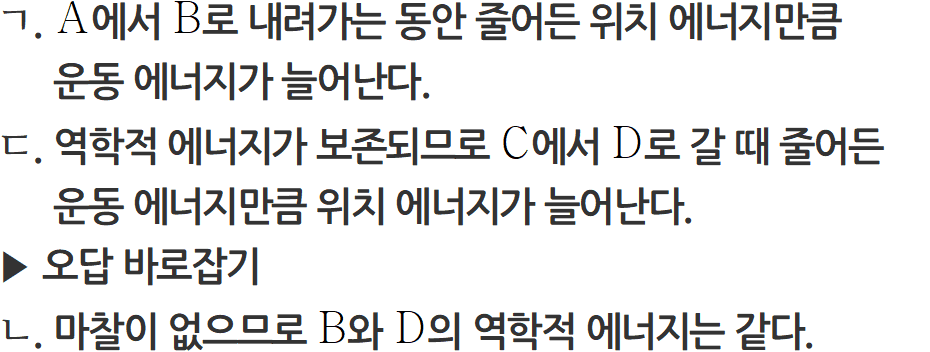 ㄱ. A에서 B로 내려가는 동안 줄어든 위치 에너지만큼
운동 에너지가 늘어난다.
ㄷ. 역학적 에너지가 보존되므로 C에서 D로 갈 때 줄어든
운동 에너지만큼 위치 에너지가 늘어난다.
▶ 오답 바로잡기
ㄴ. 마찰이 없으므로 B와 D의 역학적 에너지는 같다.